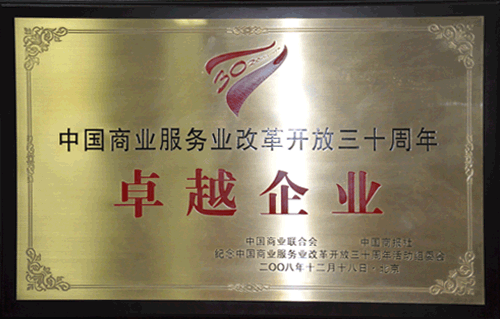 30
中国商业服务业改革开放三十周年
卓越企业
中国商业联合会 中国商报社
纪念中国商业服务业改革开放三十周年活动组委会
二〇〇八年十二月十八日·北京